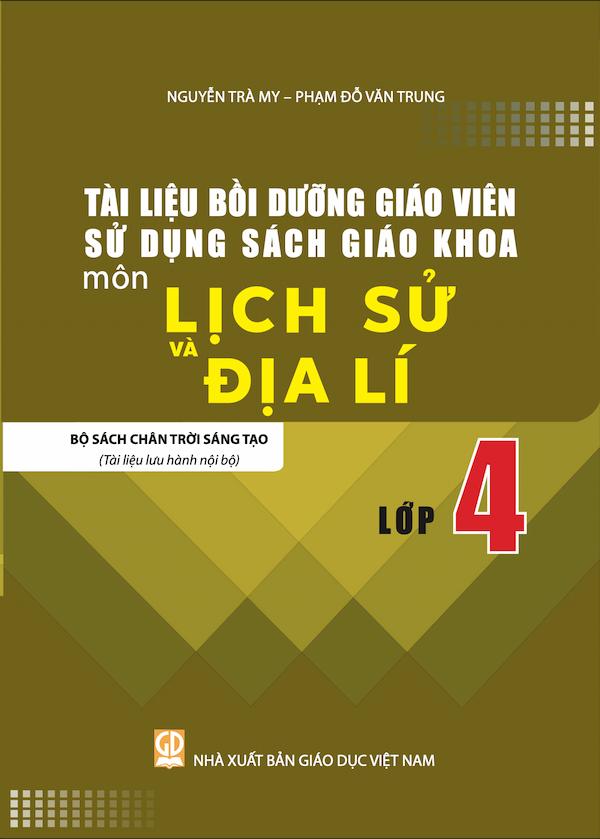 NGUYỄN TRÀ MY – PHẠM ĐỖ VĂN TRUNG
TÀI LIỆU BỒI DƯỠNG GIÁO VIÊN
SỬ DỤNG SÁCH GIÁO KHOA
môn
LỊCH SỬ
VÀ
ĐỊA LÍ
BỘ SÁCH CHÂN TRỜI SÁNG TẠO
(Tài liệu lưu hành nội bộ)
LỚP 4
GD
NHÀ XUẤT BẢN GIÁO DỤC VIỆT NAM